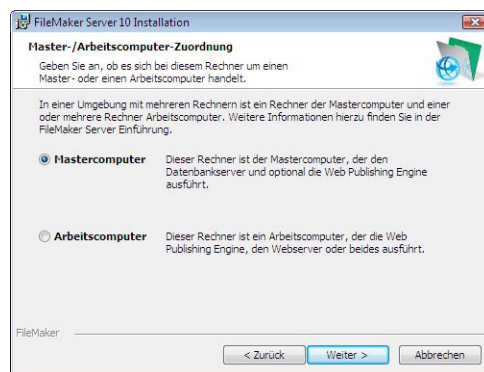 FileMaker Server 10 Installation
Master-/Arbeitscomputer-Zuordnung
Geben Sie an, ob es sich bei diesem Rechner um einen
Master- oder einen Arbeitscomputer handelt.
In einer Umgebung mit mehreren Rechnern ist ein Rechner der Mastercomputer und einer
oder mehrere Rechner Arbeitscomputer. Weitere Informationen hierzu finden Sie in der
FileMaker Server Einführung.
Mastercomputer
Dieser Rechner ist der Mastercomputer, der den
Datenbankserver und optional die Web Publishing Engine
ausführt.
Arbeitscomputer
Dieser Rechner ist ein Arbeitscomputer, der die Web
Publishing Engine, den Webserver oder beides ausführt.
FileMaker
< Zurück
Weiter >
Abbrechen